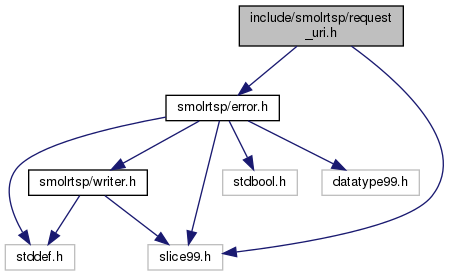 include/smolrtsp/request
_uri.h
smolrtsp/error.h
smolrtsp/writer.h
stdbool.h
datatype99.h
stddef.h
slice99.h